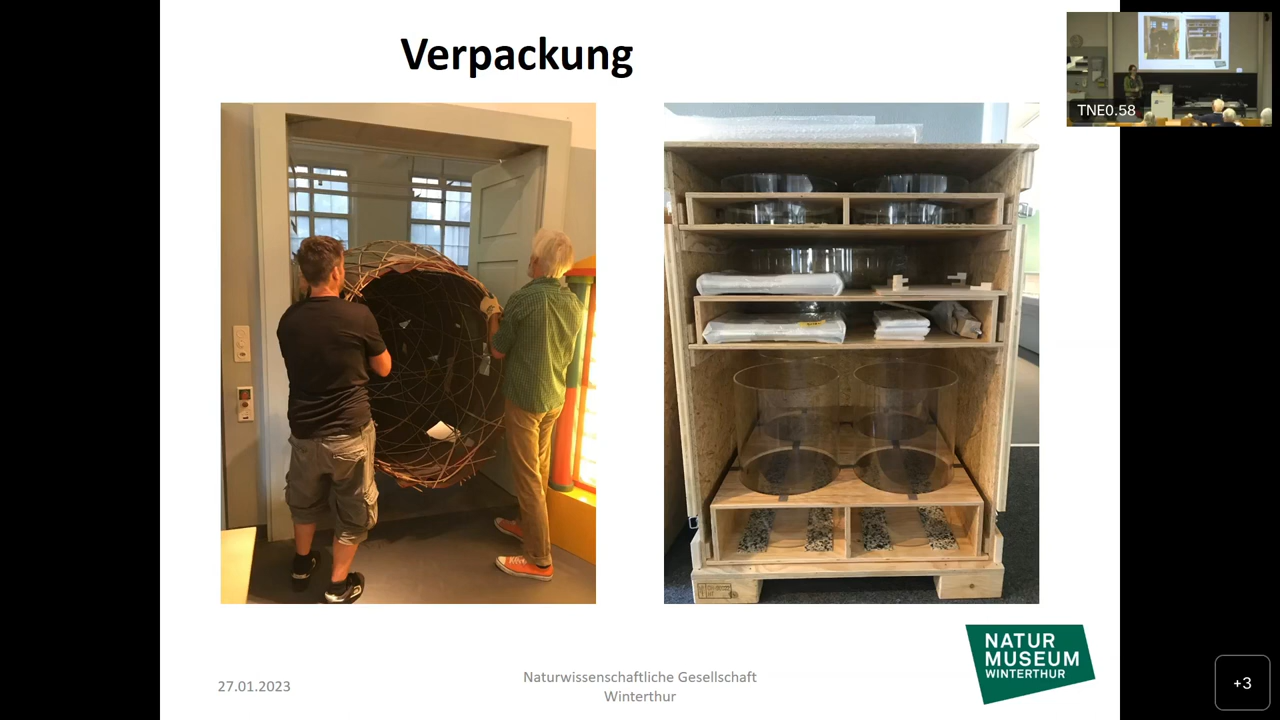 Verpackung
TNE0.58
27.01.2023
Naturwissenschaftliche Gesellschaft
Winterthur
NATUR
MUSEUM
WINTERTHUR
+3